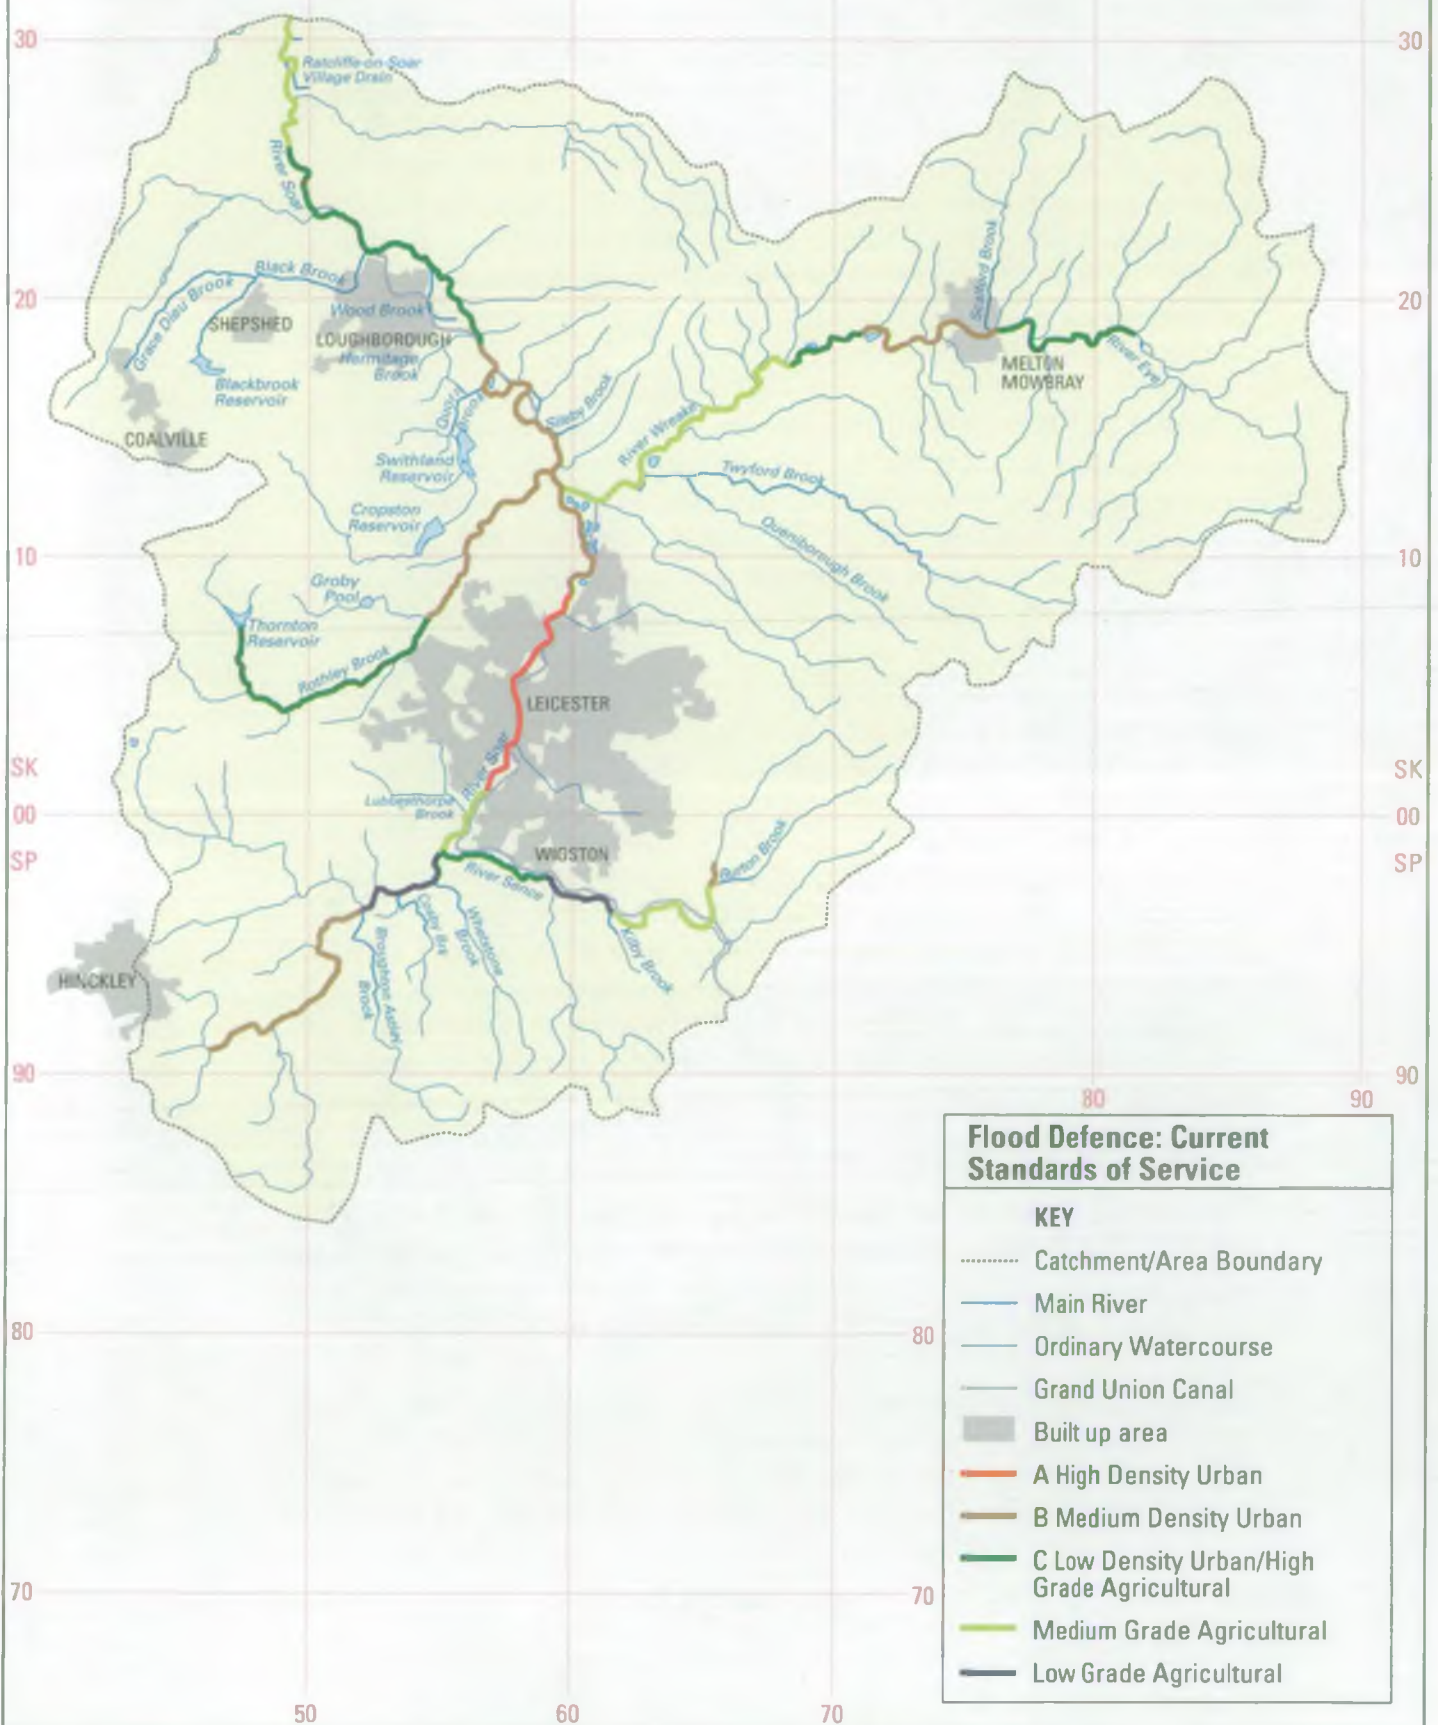 30
30
Ratcliffe-on-Soar
Village Drain
River Soar
Scalford Brook
Black Brook
Grace Dieu Brook
20
20
Wood Brook
SHEPSHED
LOUGHBOROUGH
Hermitage
Brook
MELTON
MOWBRAY
River Eye
Blackbrook
Reservoir
Quorn
Brook
Sileby Brook
River Wreake
COALVILLE
Swithland
Reservoir
Twyford Brook
Cropston
Reservoir
Queniborough Brook
10
10
Groby
Pool
Thornton
Reservoir
Rothley Brook
LEICESTER
River Soar
SK
SK
Lubbesthorpe
Brook
00
00
SP
SP
WIGSTON
Burton Brook
River Sence
Cosby Brk
Whetstone
Brook
Kilby Brook
Broughton Astley
Brook
HINCKLEY
90
90
80
90
Flood Defence: Current
Standards of Service
KEY
Catchment/Area Boundary
Main River
Ordinary Watercourse
Grand Union Canal
Built up area
A High Density Urban
B Medium Density Urban
C Low Density Urban/High
Grade Agricultural
Medium Grade Agricultural
Low Grade Agricultural
80
80
70
70
50
60
70